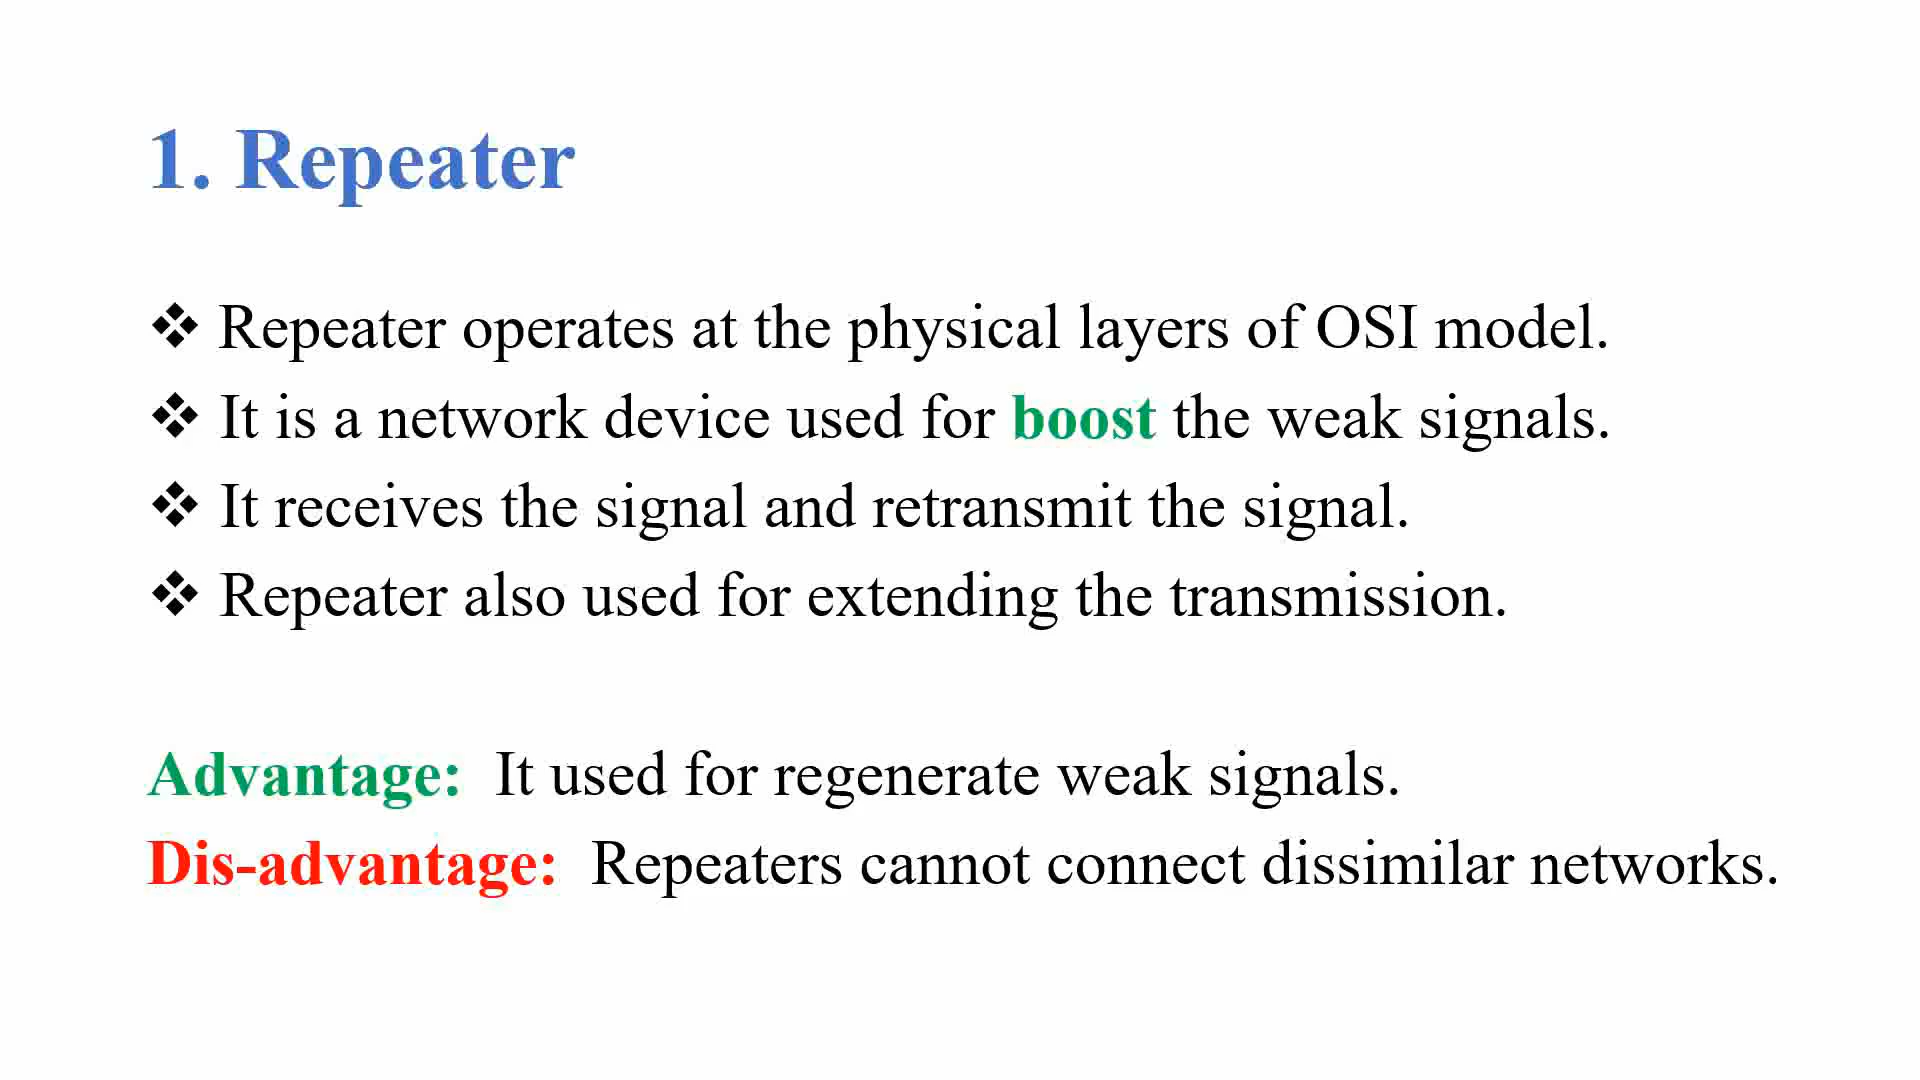 1. Repeater
❖ Repeater operates at the physical layers of OSI model.
❖ It is a network device used for boost the weak signals.
❖ It receives the signal and retransmit the signal.
❖ Repeater also used for extending the transmission.
Advantage: It used for regenerate weak signals.
Dis-advantage: Repeaters cannot connect dissimilar networks.